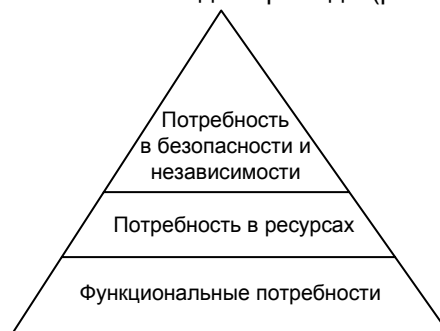 Потребность
в безопасности и
независимости
Потребность в ресурсах
Функциональные потребности